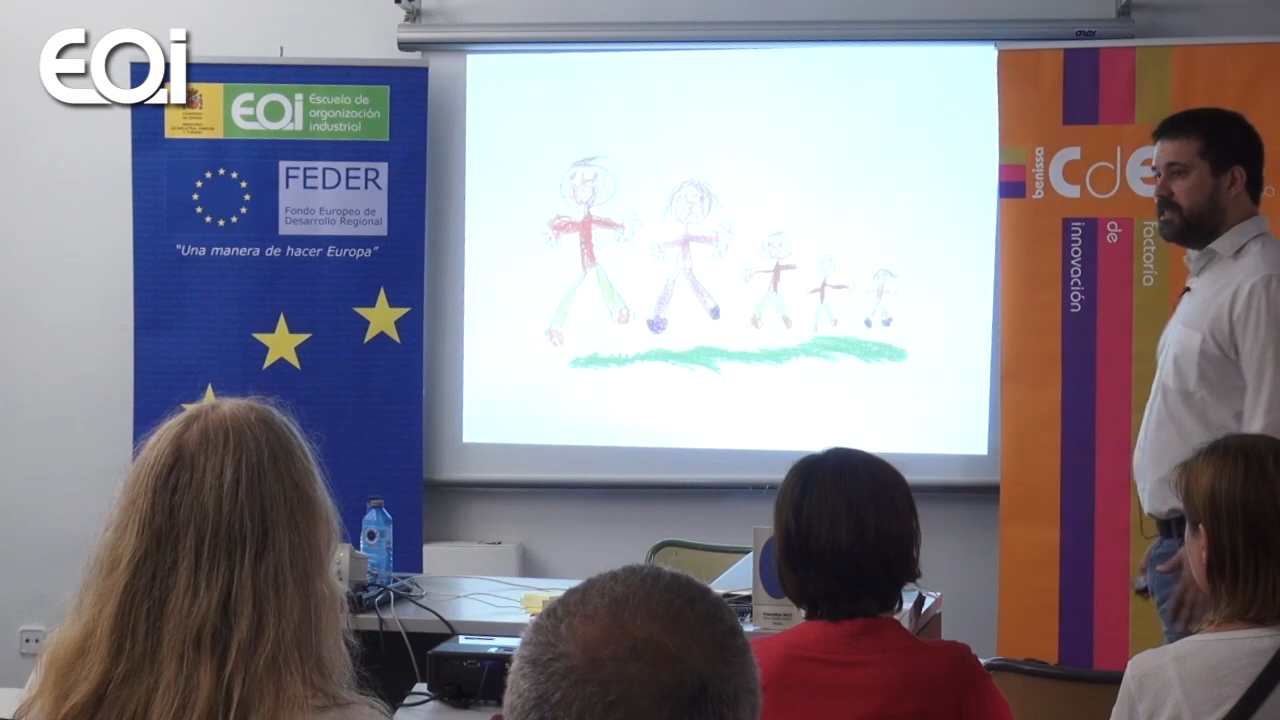 EOi
EOi
Escuela de
organización
industrial
FEDER
Fondo Europeo de
Desarrollo Regional
“Una manera de hacer Europa”
benissa
CdE
factoría
de
innovación